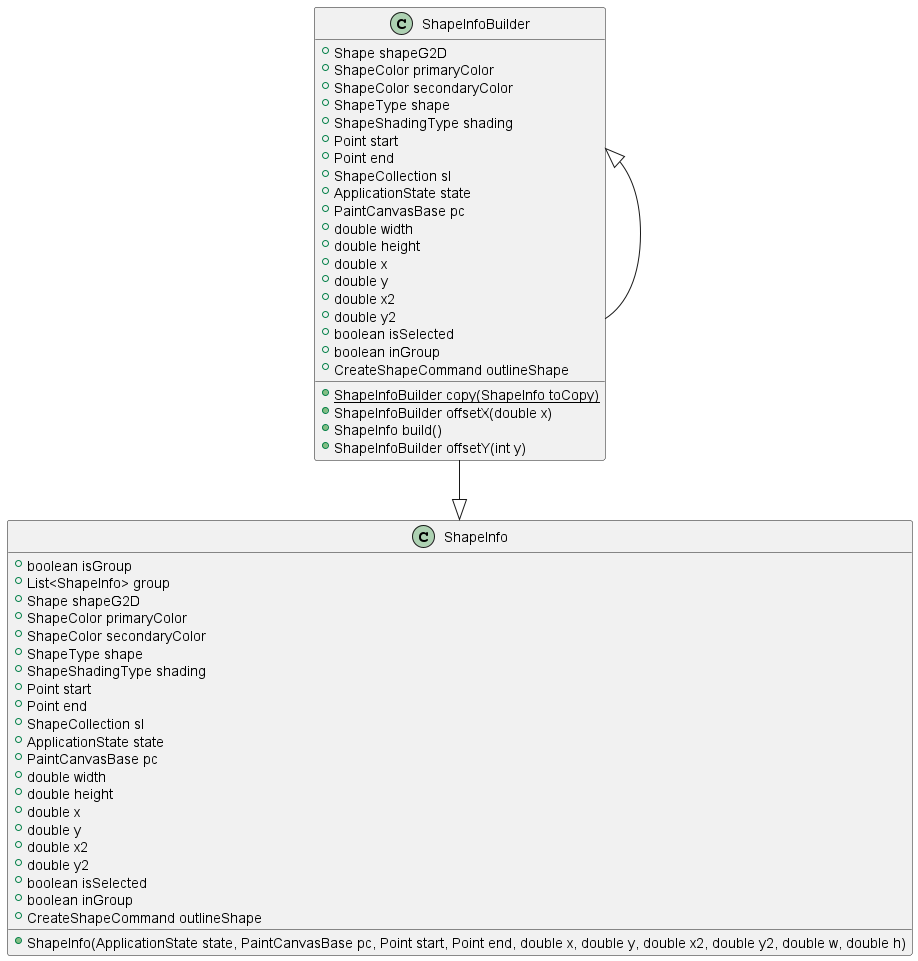 C ShapeInfoBuilder
Shape shapeG2D
ShapeColor primaryColor
ShapeColor secondaryColor
ShapeType shape
ShapeShadingType shading
Point start
Point end
ShapeCollection sl
ApplicationState state
PaintCanvasBase pc
double width
double height
double x
double y
double x2
double y2
boolean isSelected
boolean inGroup
CreateShapeCommand outlineShape
ShapeInfoBuilder copy(ShapeInfo toCopy)
ShapeInfoBuilder offsetX(double x)
ShapeInfo build()
ShapeInfoBuilder offsetY(int y)
C ShapeInfo
boolean isGroup
List<ShapeInfo> group
Shape shapeG2D
ShapeColor primaryColor
ShapeColor secondaryColor
ShapeType shape
ShapeShadingType shading
Point start
Point end
ShapeCollection sl
ApplicationState state
PaintCanvasBase pc
double width
double height
double x
double y
double x2
double y2
boolean isSelected
boolean inGroup
CreateShapeCommand outlineShape
ShapeInfo(ApplicationState state, PaintCanvasBase pc, Point start, Point end, double x, double y, double x2, double y2, double w, double h)